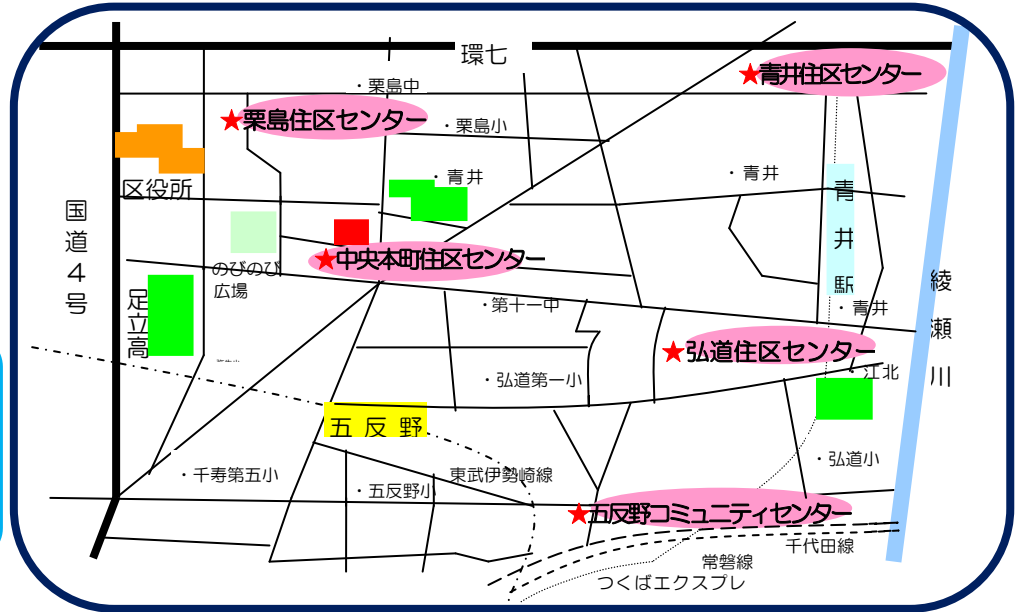 環七
★青井住区センター
・栗島中
★栗島住区センター
・栗島小
・青井
・青井
区役所
青井駅
国道4号
★中央本町住区センター
のびのび
広場
綾瀬川
足立高
・第十一中
・青井
★弘道住区センター
・江北
・弘道第一小
五反野
・弘道小
・千寿第五小
東武伊勢崎線
・五反野小
★五反野コミュニティセンター
千代田線
常磐線
つくばエクスプレ